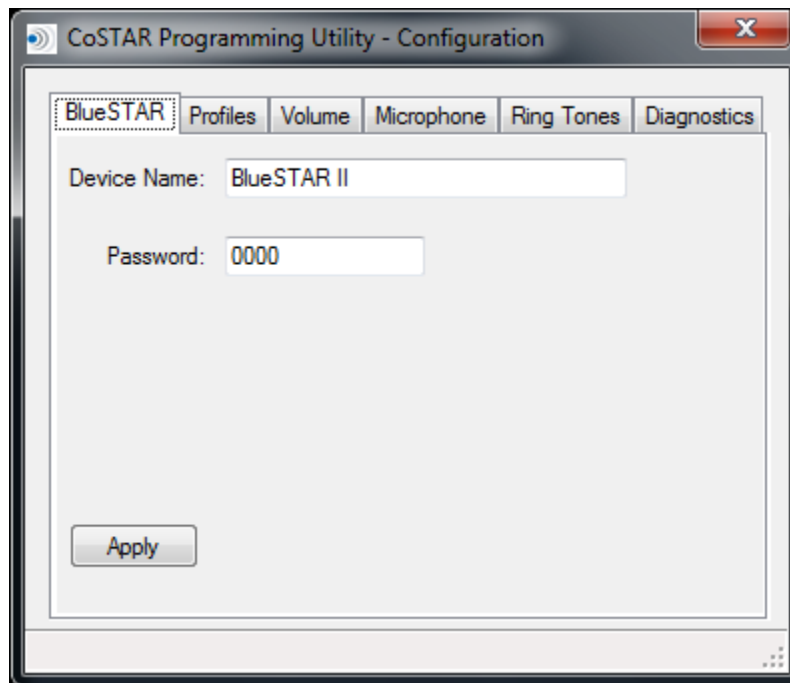 CoSTAR Programming Utility - Configuration
BlueSTAR Profiles Volume Microphone Ring Tones Diagnostics
Device Name: BlueSTAR II
Password: 0000
Apply